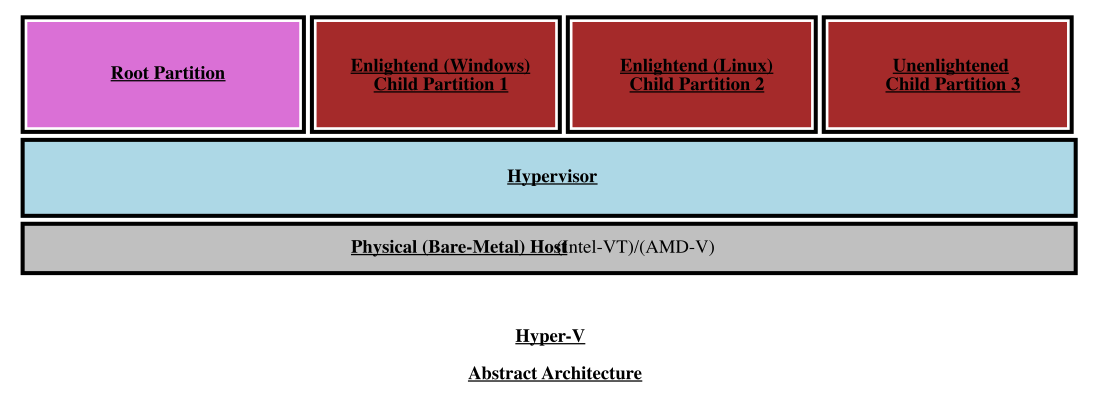 Root Partition
Enlightend (Windows)
Child Partition 1
Enlightend (Linux)
Child Partition 2
Unenlightened
Child Partition 3
Hypervisor
Physical (Bare-Metal) Host (Intel-VT)/(AMD-V)
Hyper-V
Abstract Architecture